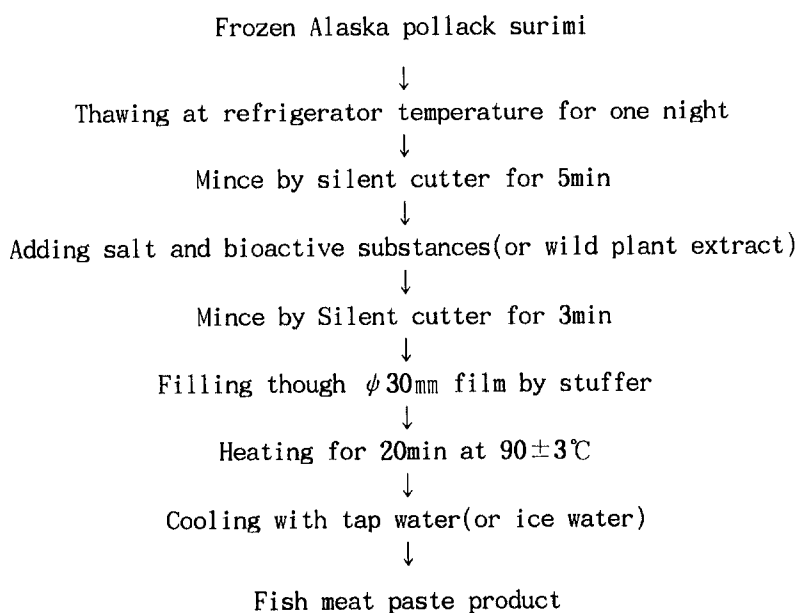 Frozen Alaska pollack surimi
↓
Thawing at refrigerator temperature for one night
↓
Mince by silent cutter for 5min
↓
Adding salt and bioactive substances(or wild plant extract)
↓
Mince by Silent cutter for 3min
↓
Filling though ψ30mm film by stuffer
↓
Heating for 20min at 90±3℃
↓
Cooling with tap water(or ice water)
↓
Fish meat paste product